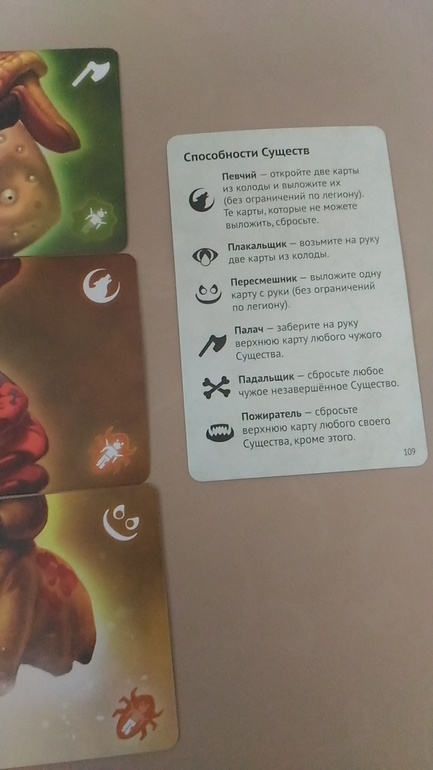 Способности Существ
Певчий — откройте две карты
из колоды и выложите их
(без ограничений по легиону).
Те карты, которые не можете
выложить, сбросьте.
Плакальщик — возьмите на руку
две карты из колоды.
Пересмешник — выложите одну
карту с руки (без ограничений
по легиону).
Палач — заберите на руку
верхнюю карту любого чужого
Существа.
Падальщик — сбросьте любое
чужое незавершённое Существо.
Пожиратель — сбросьте
верхнюю карту любого своего
Существа, кроме этого.
109